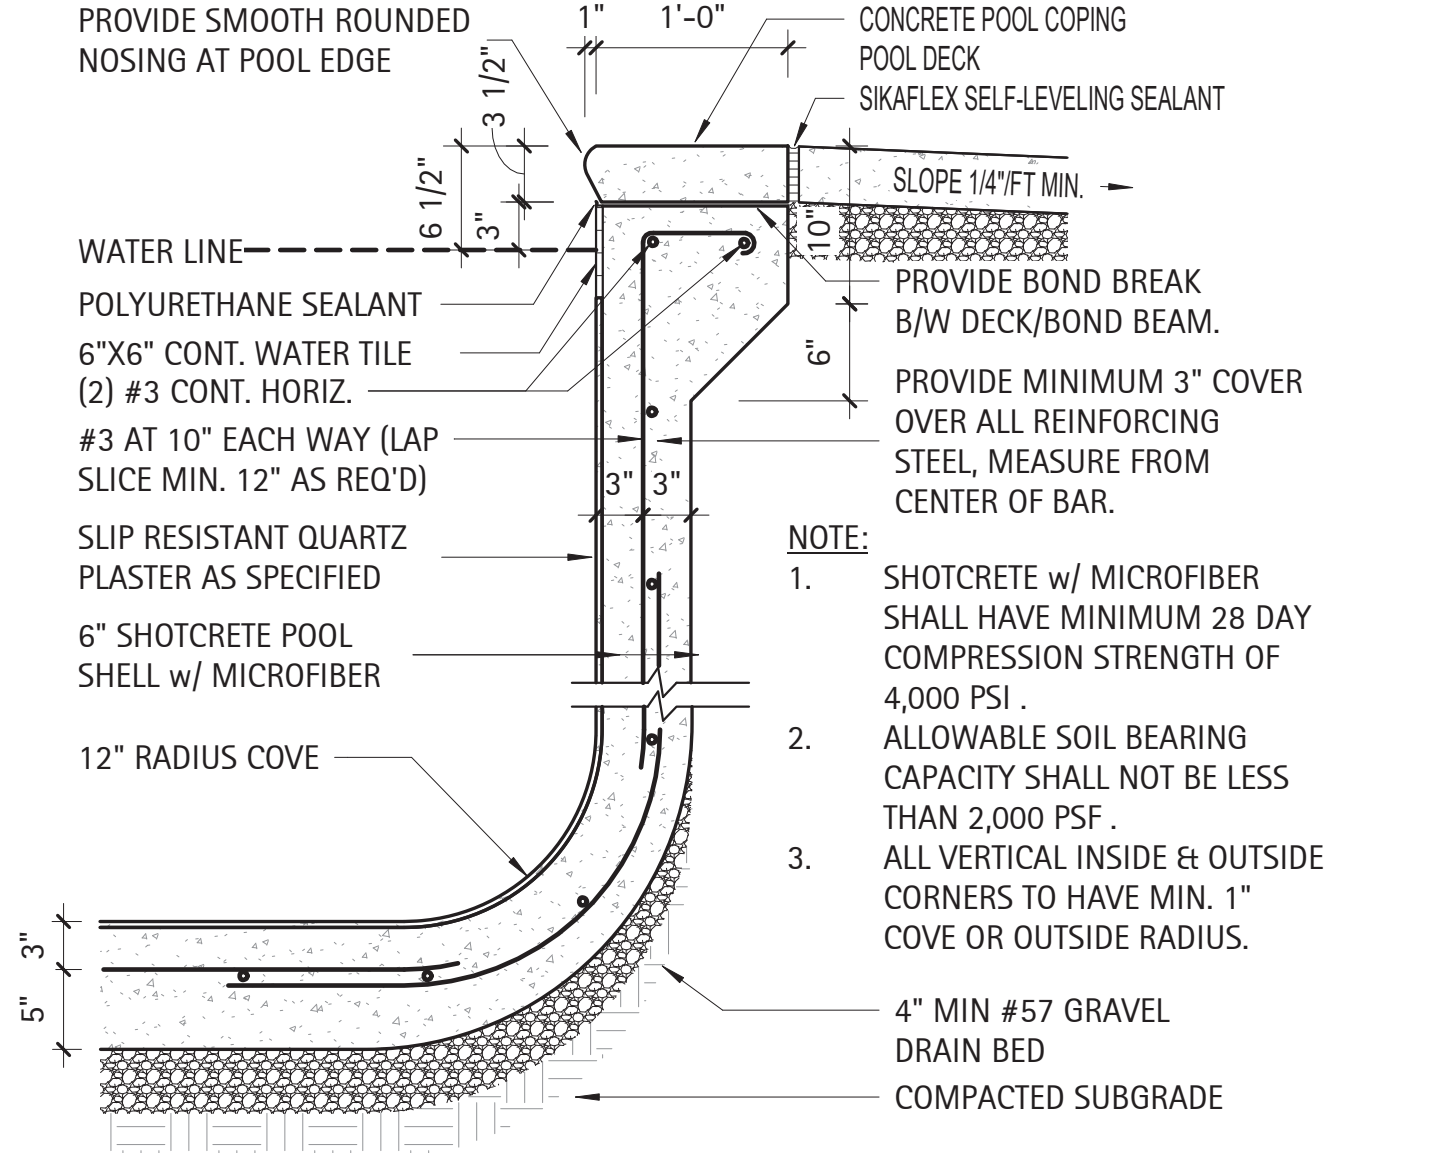 PROVIDE SMOOTH ROUNDED
NOSING AT POOL EDGE
1"
1'-0"
CONCRETE POOL COPING
POOL DECK
SIKAFLEX SELF-LEVELING SEALANT
3 1/2"
6 1/2"
3"
SLOPE 1/4"/FT MIN.
10"
WATER LINE
POLYURETHANE SEALANT
6"X6" CONT. WATER TILE
(2) #3 CONT. HORIZ.
#3 AT 10" EACH WAY (LAP
SLICE MIN. 12" AS REQ'D)
SLIP RESISTANT QUARTZ
PLASTER AS SPECIFIED
6" SHOTCRETE POOL
SHELL w/ MICROFIBER
12" RADIUS COVE
3"
5"
3"
3"
6"
PROVIDE BOND BREAK
B/W DECK/BOND BEAM.
PROVIDE MINIMUM 3" COVER
OVER ALL REINFORCING
STEEL, MEASURE FROM
CENTER OF BAR.
NOTE:
1. SHOTCRETE w/ MICROFIBER
SHALL HAVE MINIMUM 28 DAY
COMPRESSION STRENGTH OF
4,000 PSI .
2. ALLOWABLE SOIL BEARING
CAPACITY SHALL NOT BE LESS
THAN 2,000 PSF .
3. ALL VERTICAL INSIDE & OUTSIDE
CORNERS TO HAVE MIN. 1"
COVE OR OUTSIDE RADIUS.
4" MIN #57 GRAVEL
DRAIN BED
COMPACTED SUBGRADE